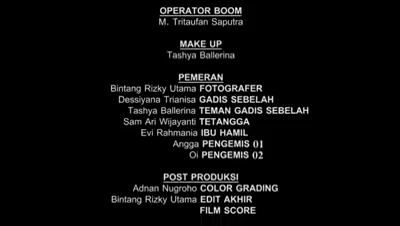 OPERATOR BOOM
M. Tritaufan Saputra
MAKE UP
Tashya Ballerina
PEMERAN
Bintang Rizky Utama FOTOGRAFER
Dessiyana Trianisa GADIS SEBELAH
Tashya Ballerina TEMAN GADIS SEBELAH
Sam Ari Wijayanti TETANGGA
Evi Rahmania IBU HAMIL
Angga PENGEMIS 01
Oi PENGEMIS 02
POST PRODUKSI
Adnan Nugroho COLOR GRADING
Bintang Rizky Utama EDIT AKHIR
FILM SCORE